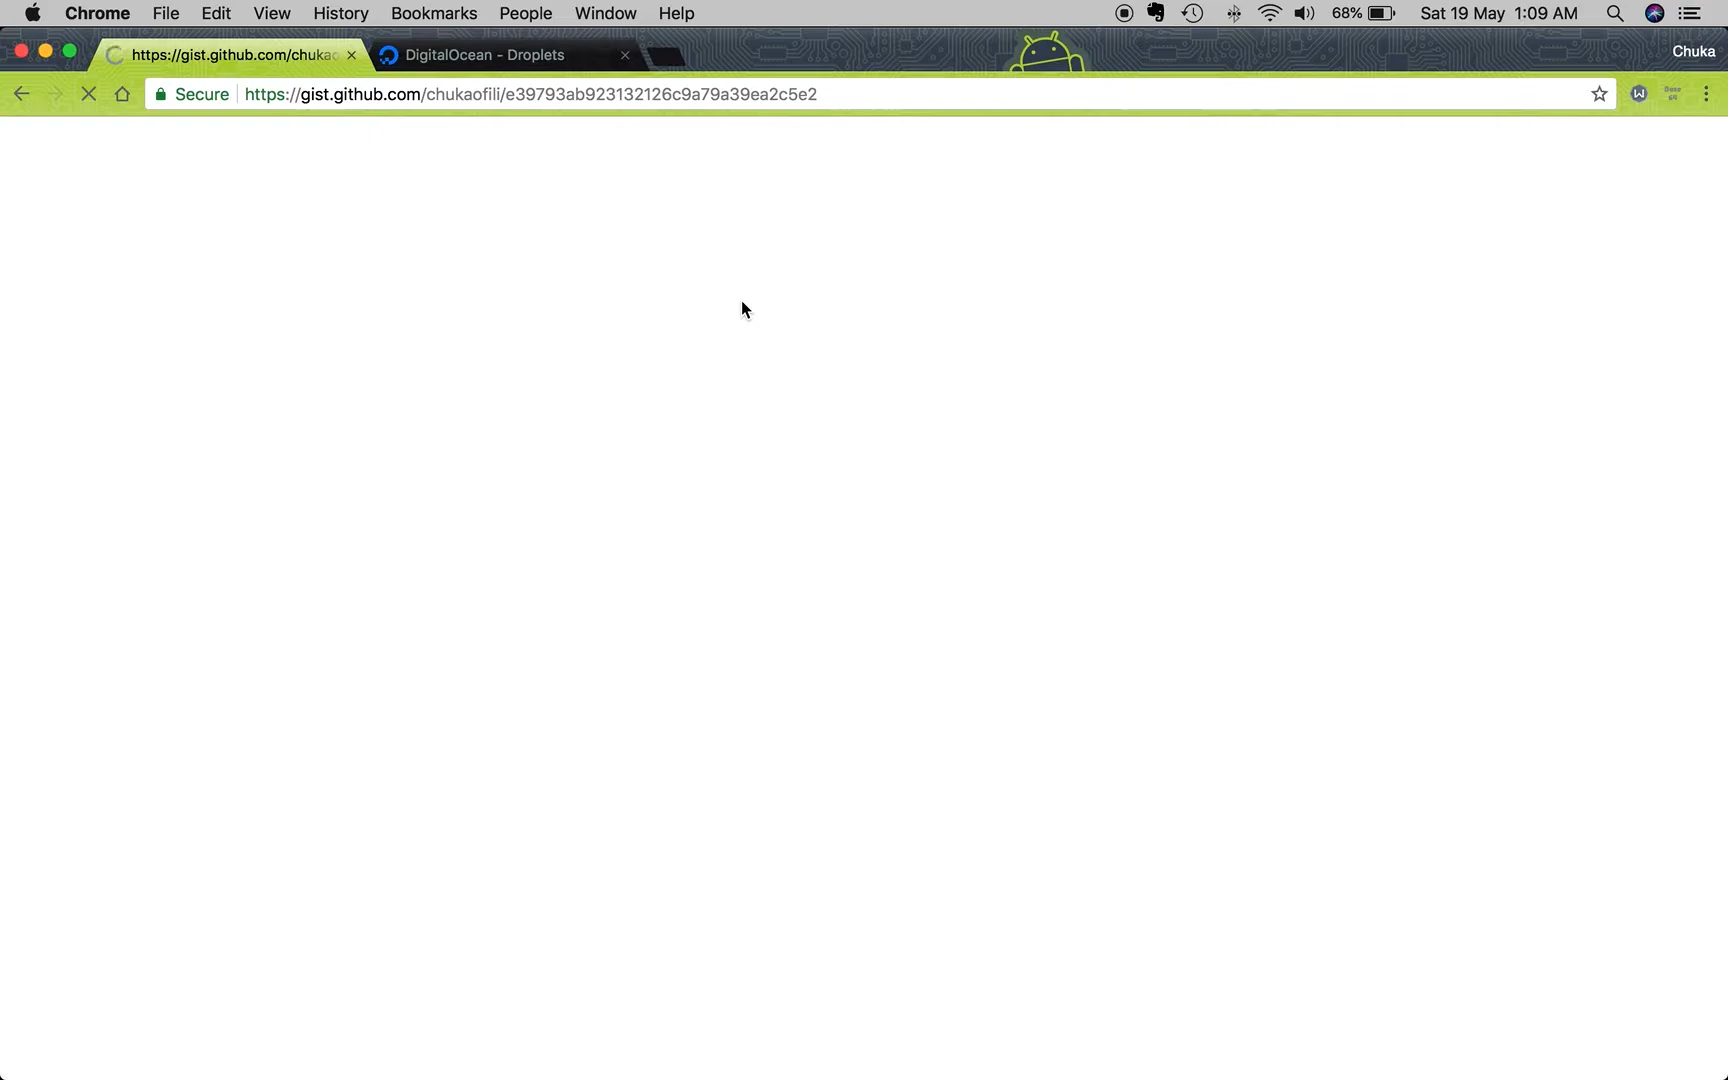 Chrome File Edit View History Bookmarks People Window Help 68% Sat 19 May 1:09 AM
https://gist.github.com/chukao DigitalOcean - Droplets Chuka
Secure https://gist.github.com/chukaofili/e39793ab923132126c9a79a39ea2c5e2 W